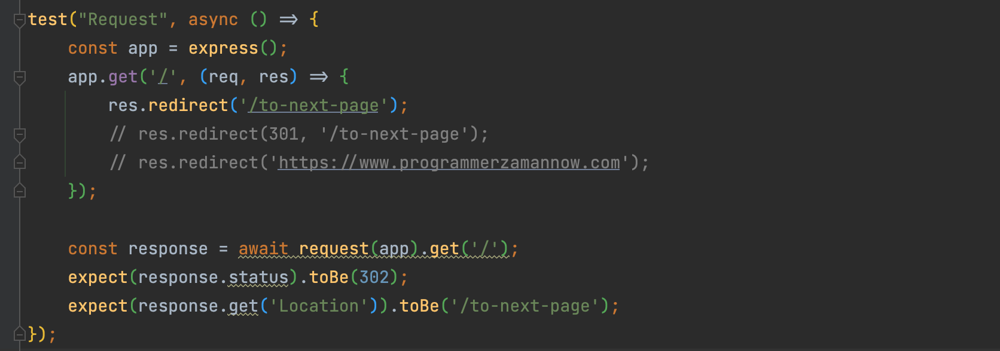 test("Request", async () => {
    const app = express();
    app.get('/', (req, res) => {
        res.redirect('/to-next-page');
        // res.redirect(301, '/to-next-page');
        // res.redirect('https://www.programmerzamannow.com');
    });

    const response = await request(app).get('/');
    expect(response.status).toBe(302);
    expect(response.get('Location')).toBe('/to-next-page');
});